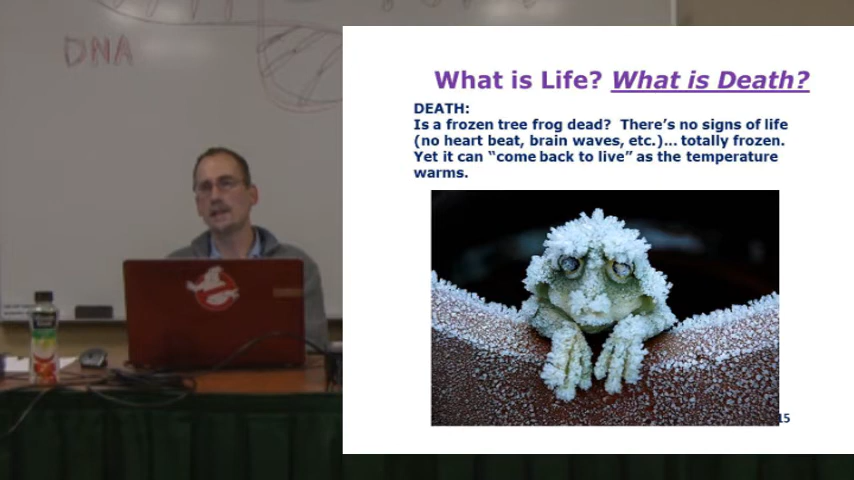 DNA
What is Life? What is Death?
DEATH:
Is a frozen tree frog dead? There's no signs of life
(no heart beat, brain waves, etc.)... totally frozen.
Yet it can "come back to live" as the temperature
warms.
15